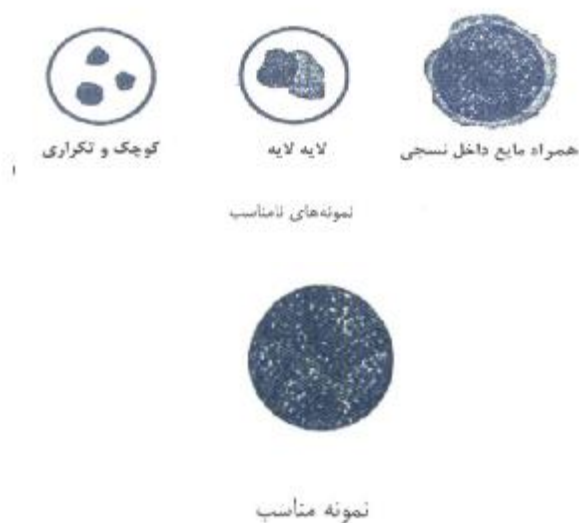 همراه مایع داخل نسجی
لایه لایه
کوچک و تکراری
نمونه‌های نامناسب
نمونه مناسب